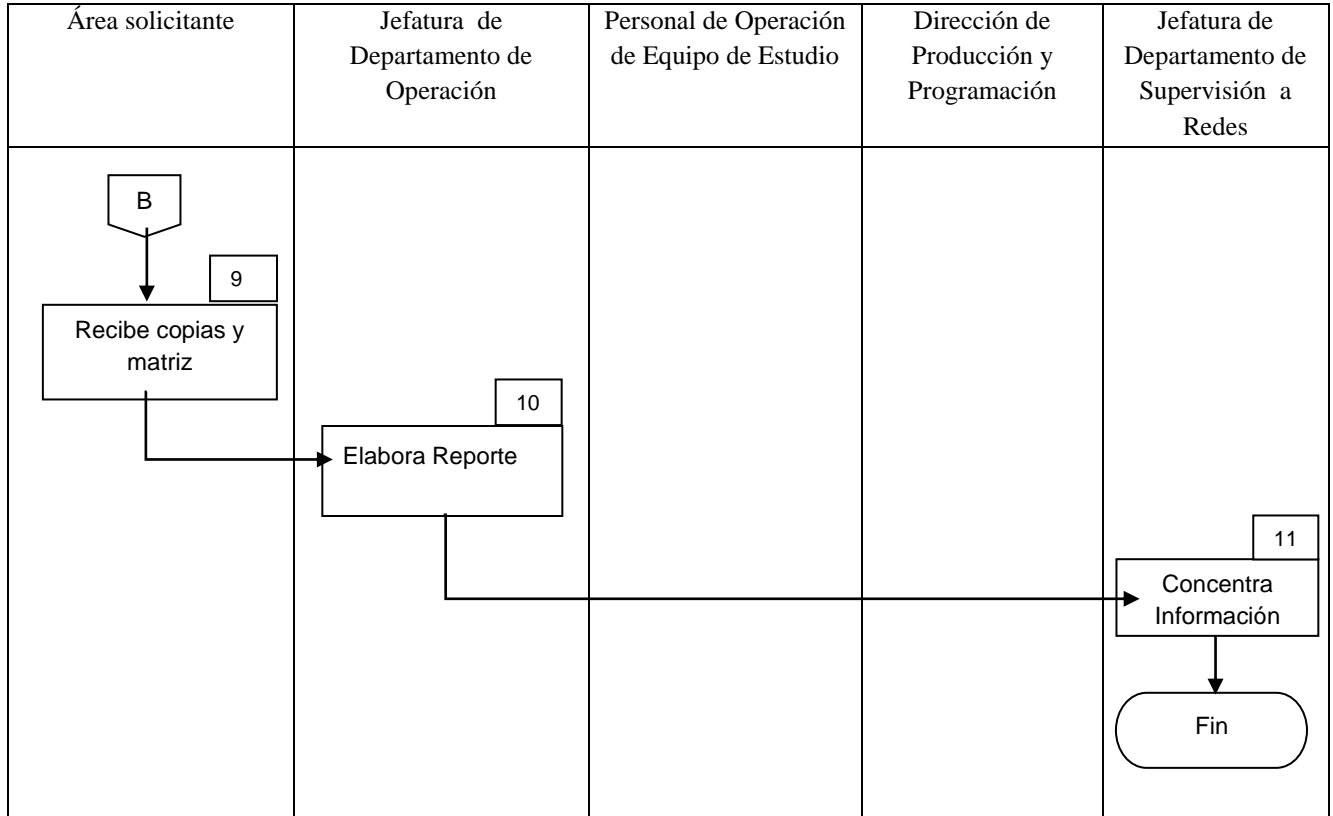 Área solicitante
Jefatura de
Departamento de
Operación
Personal de Operación
de Equipo de Estudio
Dirección de
Producción y
Programación
Jefatura de
Departamento de
Supervisión a
Redes
B
9
Recibe copias y
matriz
10
Elabora Reporte
11
Concentra
Información
Fin